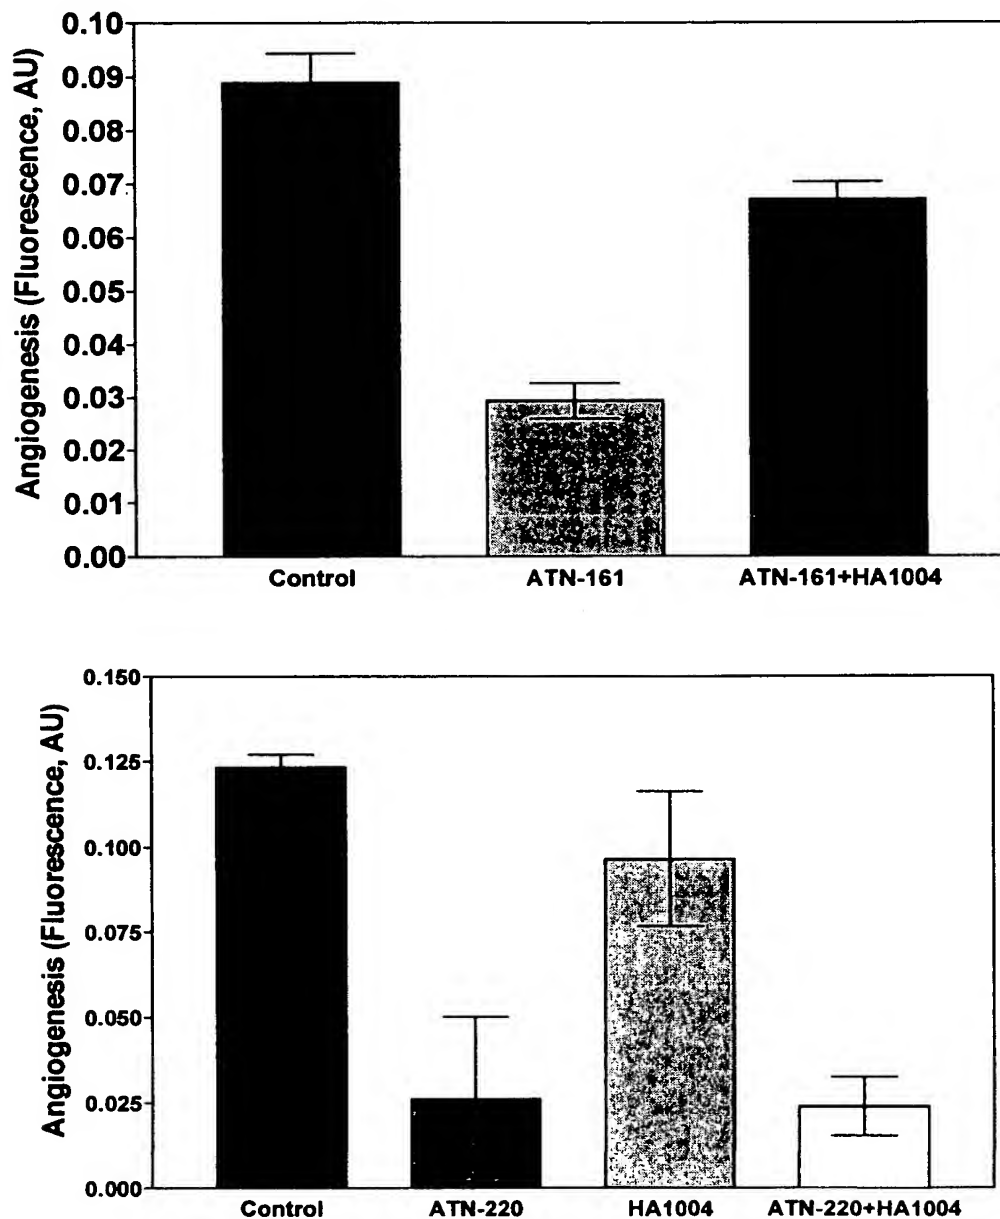 Angiogenesis (Fluorescence, AU)
0.10
0.09
0.08
0.07
0.06
0.05
0.04
0.03
0.02
0.01
0.00
Control
ATN-161
ATN-161+HA1004
Angiogenesis (Fluorescence, AU)
0.150
0.125
0.100
0.075
0.050
0.025
0.000
Control
ATN-220
HA1004
ATN-220+HA1004